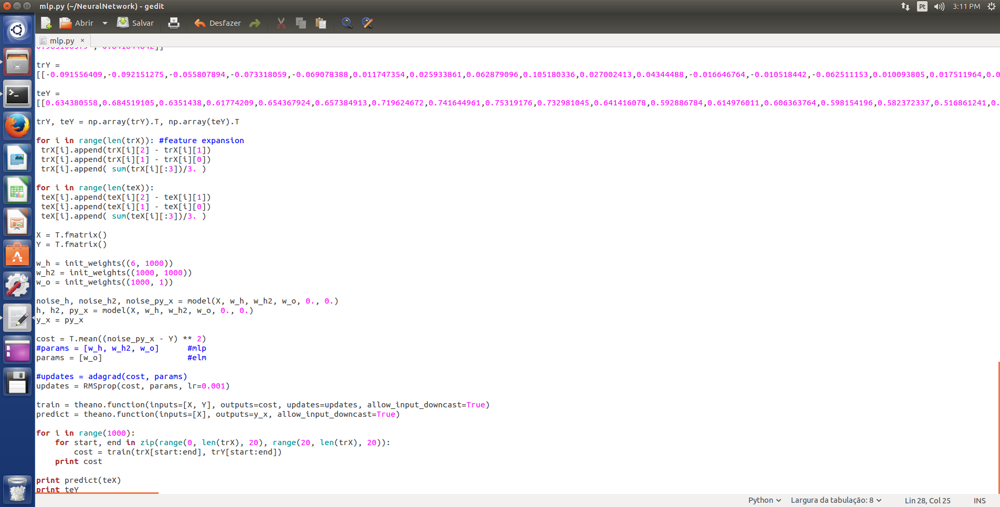 mlp.py (~/NeuralNetwork) - gedit
Pt
3:11 PM
Abrir
Salvar
Desfazer
mlp.py ×
trY =
[[-0.091556409,-0.092151275,-0.055807894,-0.073318059,-0.069078388,0.011747354,0.025933861,0.062879096,0.105180336,0.027002413,0.04344488,-0.016646764,-0.010518442,-0.062511153,0.010093805,0.017511964,0.0
teY =
[[0.634380558,0.684519105,0.6351438,0.61774209,0.654367924,0.657384913,0.719624672,0.741644961,0.75319176,0.732981045,0.641416078,0.592886784,0.614976011,0.606363764,0.598154196,0.582372337,0.516861241,0.
trY, teY = np.array(trY).T, np.array(teY).T
for i in range(len(trX)): #feature expansion
 trX[i].append(trX[i][2] - trX[i][1])
 trX[i].append(trX[i][1] - trX[i][0])
 trX[i].append( sum(trX[i][:3])/3. )
for i in range(len(teX)):
 teX[i].append(teX[i][2] - teX[i][1])
 teX[i].append(teX[i][1] - teX[i][0])
 teX[i].append( sum(teX[i][:3])/3. )
X = T.fmatrix()
Y = T.fmatrix()
w_h = init_weights((6, 1000))
w_h2 = init_weights((1000, 1000))
w_o = init_weights((1000, 1))
noise_h, noise_h2, noise_py_x = model(X, w_h, w_h2, w_o, 0., 0.)
h, h2, py_x = model(X, w_h, w_h2, w_o, 0., 0.)
y_x = py_x
cost = T.mean((noise_py_x - Y) ** 2)
#params = [w_h, w_h2, w_o]      #mlp
params = [w_o]                  #elm
#updates = adagrad(cost, params)
updates = RMSprop(cost, params, lr=0.001)
train = theano.function(inputs=[X, Y], outputs=cost, updates=updates, allow_input_downcast=True)
predict = theano.function(inputs=[X], outputs=y_x, allow_input_downcast=True)
for i in range(1000):
    for start, end in zip(range(0, len(trX), 20), range(20, len(trX), 20)):
        cost = train(trX[start:end], trY[start:end])
    print cost
print predict(teX)
print teY
Python
Largura da tabulação: 8
Lin 28, Col 25
INS